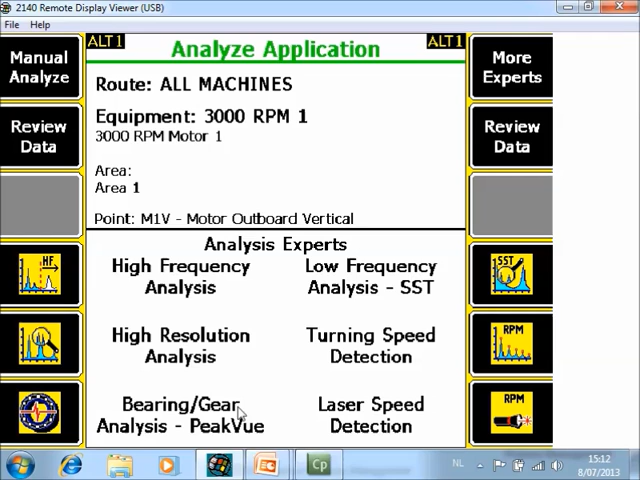 2140 Remote Display Viewer (USB)
File Help
ALT1 Analyze Application ALT1
Manual
Analyze
Review
Data
Route: ALL MACHINES
Equipment: 3000 RPM 1
3000 RPM Motor 1
Area:
Area 1
Point: M1V - Motor Outboard Vertical
More
Experts
Review
Data
Analysis Experts
HF
High Frequency
Analysis
Low Frequency
Analysis - SST
SST
High Resolution
Analysis
Turning Speed
Detection
RPM
Bearing/Gear
Analysis - PeakVue
Laser Speed
Detection
RPM
Cp
NL
15:12
8/07/2013